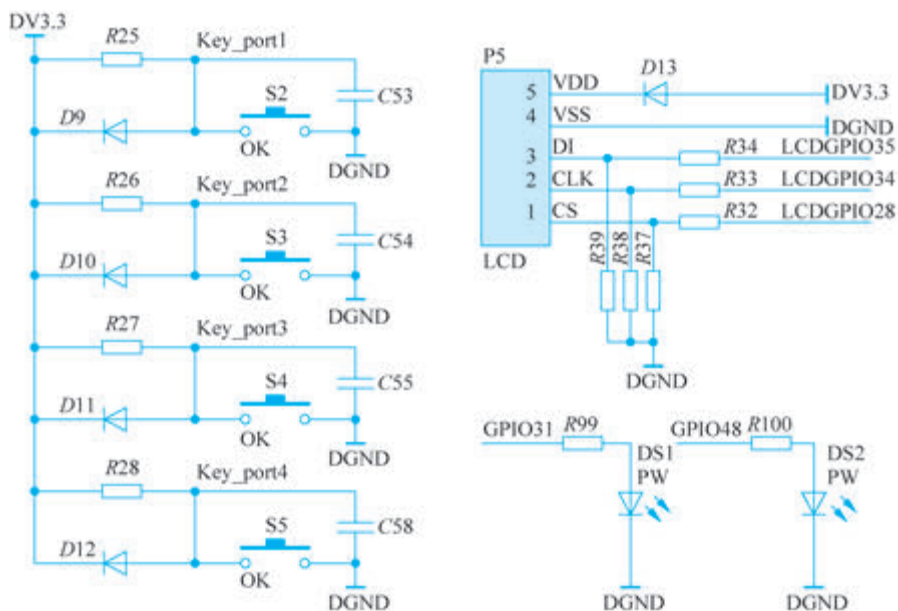 DV3.3
R25
Key_port1
S2
C53
D9
OK
DGND
R26
Key_port2
S3
C54
D10
OK
DGND
R27
Key_port3
S4
C55
D11
OK
DGND
R28
Key_port4
S5
C58
D12
OK
DGND
P5
D13
5 VDD
DV3.3
4 VSS
DGND
3 DI
R34
LCDGPIO35
2 CLK
R33
LCDGPIO34
1 CS
R32
LCDGPIO28
LCD
R39
R38
R37
DGND
GPIO31
R99
DS1
PW
DGND
GPIO48
R100
DS2
PW
DGND